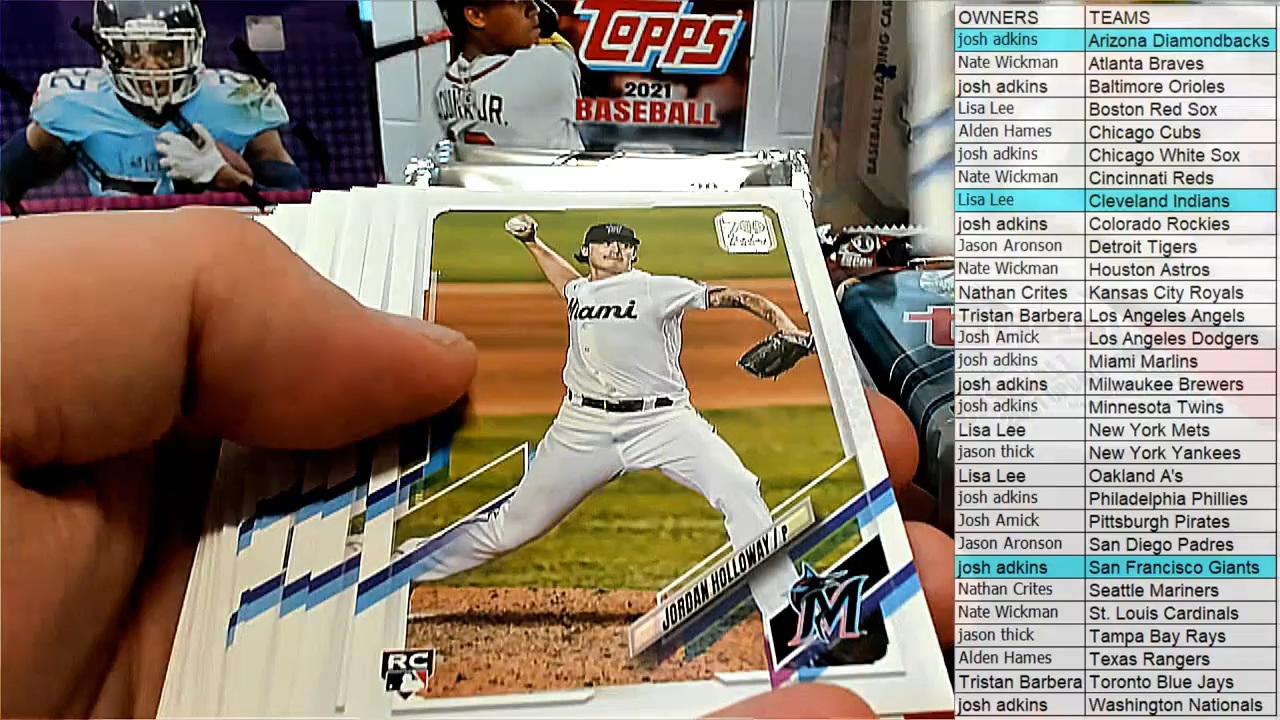 TOPPS
2021
BASEBALL
JR.
BASEBALL TRADING
Miami
JORDAN HOLLOWAY / P
M
RC
OWNERS TEAMS
josh adkins Arizona Diamondbacks
Nate Wickman Atlanta Braves
josh adkins Baltimore Orioles
Lisa Lee Boston Red Sox
Alden Hames Chicago Cubs
josh adkins Chicago White Sox
Nate Wickman Cincinnati Reds
Lisa Lee Cleveland Indians
josh adkins Colorado Rockies
Jason Aronson Detroit Tigers
Nate Wickman Houston Astros
Nathan Crites Kansas City Royals
Tristan Barbera Los Angeles Angels
Josh Amick Los Angeles Dodgers
josh adkins Miami Marlins
josh adkins Milwaukee Brewers
josh adkins Minnesota Twins
Lisa Lee New York Mets
jason thick New York Yankees
Lisa Lee Oakland A's
josh adkins Philadelphia Phillies
Josh Amick Pittsburgh Pirates
Jason Aronson San Diego Padres
josh adkins San Francisco Giants
Nathan Crites Seattle Mariners
Nate Wickman St. Louis Cardinals
jason thick Tampa Bay Rays
Alden Hames Texas Rangers
Tristan Barbera Toronto Blue Jays
josh adkins Washington Nationals